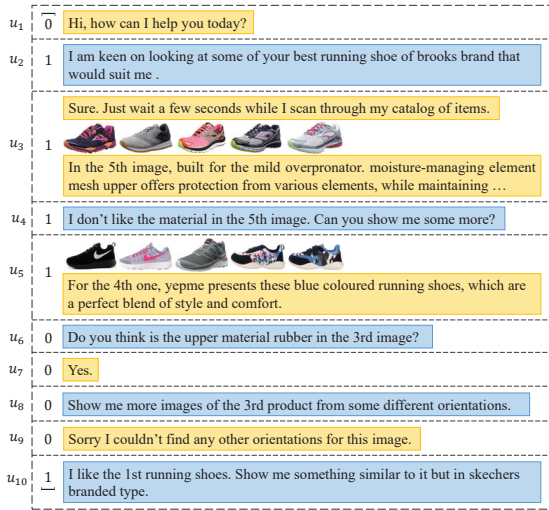 u1 0 Hi, how can I help you today?
u2 1 I am keen on looking at some of your best running shoe of brooks brand that
would suit me .
Sure. Just wait a few seconds while I scan through my catalog of items.
u3 1
In the 5th image, built for the mild overpronator. moisture-managing element
mesh upper offers protection from various elements, while maintaining …
u4 1 I don't like the material in the 5th image. Can you show me some more?
u5 1
For the 4th one, yepme presents these blue coloured running shoes, which are
a perfect blend of style and comfort.
u6 0 Do you think is the upper material rubber in the 3rd image?
u7 0 Yes.
u8 0 Show me more images of the 3rd product from some different orientations.
u9 0 Sorry I couldn't find any other orientations for this image.
u10 1 I like the 1st running shoes. Show me something similar to it but in skechers
branded type.